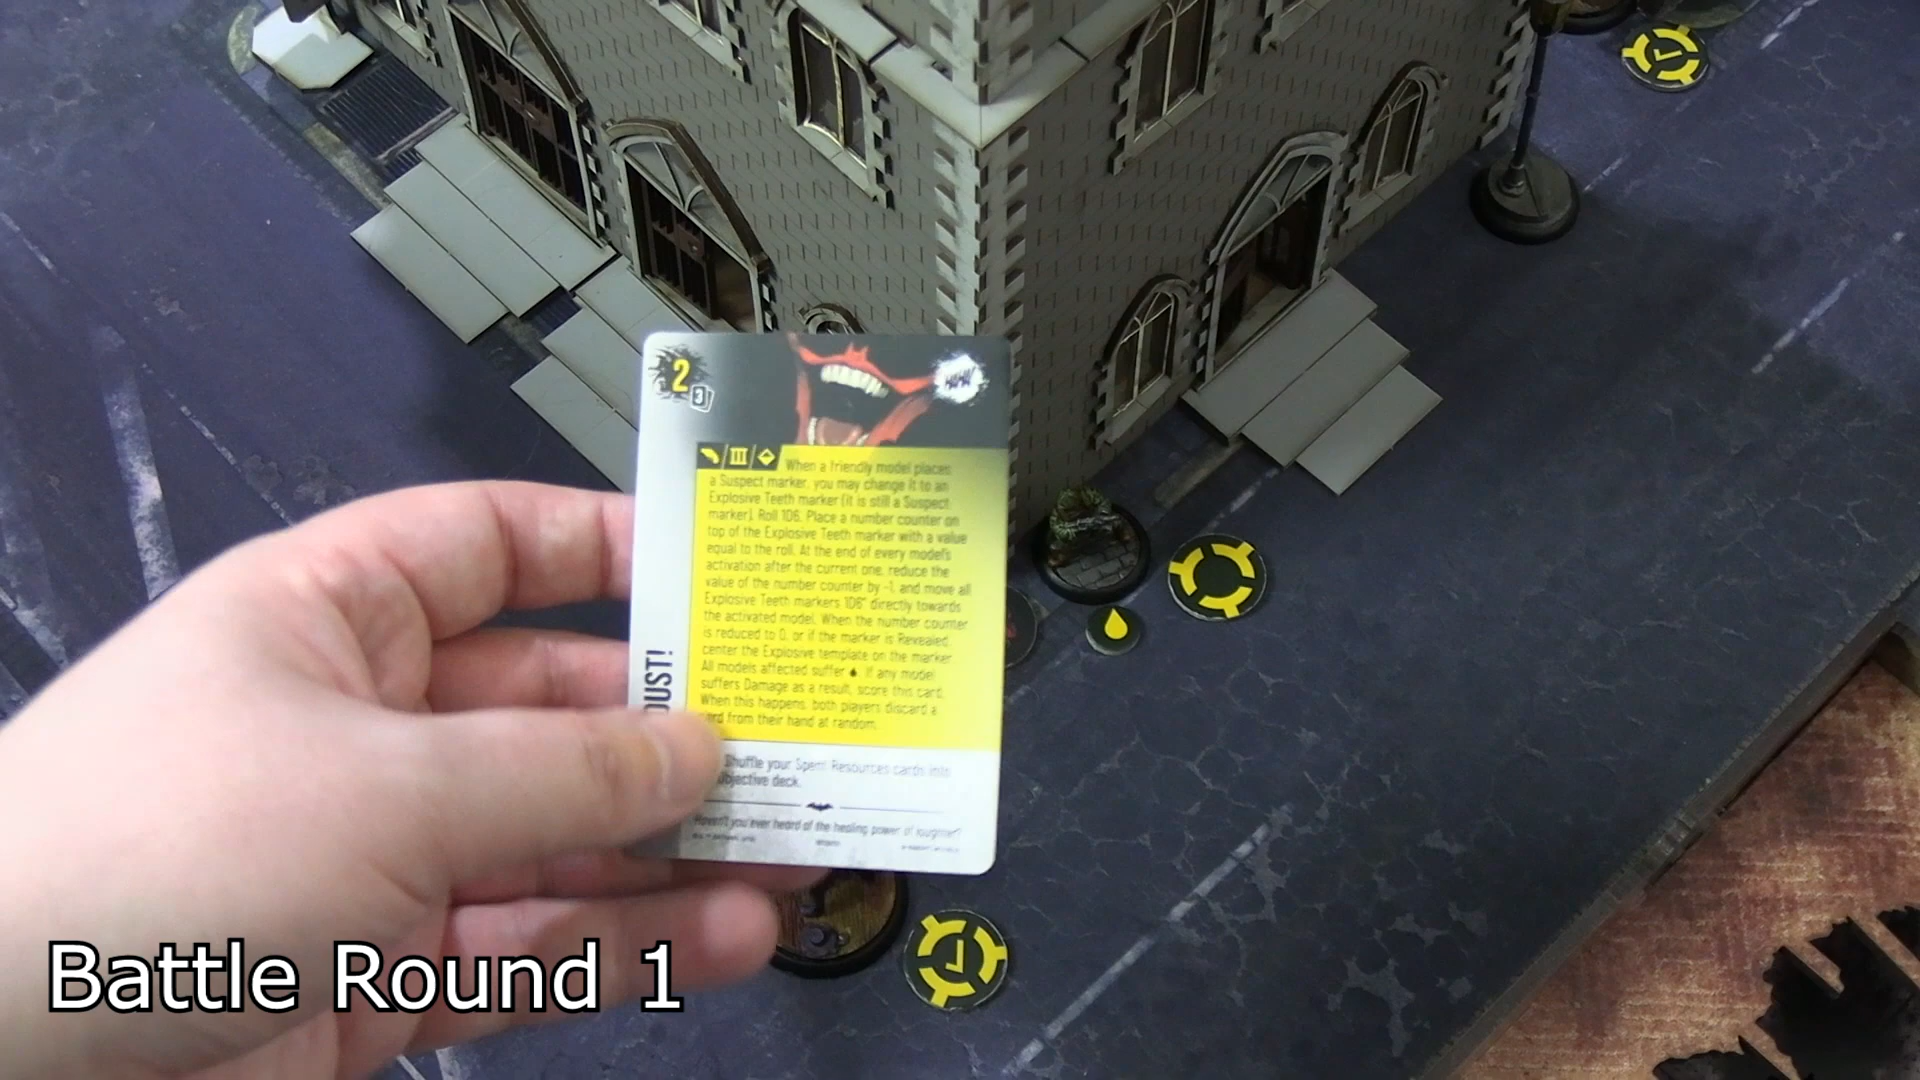 2
3
HAHA!
When a friendly model places
a Suspect marker, you may change it to an
Explosive Teeth marker (it is still a Suspect
marker). Roll 1D6. Place a number counter on
top of the Explosive Teeth marker with a value
equal to the roll. At the end of every model's
activation after the current one, reduce the
value of the number counter by -1, and move all
Explosive Teeth markers 1D6" directly towards
the activated model. When the number counter
is reduced to 0, or if the marker is Revealed,
center the Explosive template on the marker.
All models affected suffer. If any model
suffers Damage as a result, score this card.
When this happens, both players discard a
card from their hand at random.
Shuffle your Spent Resources cards into
objective deck.
Haven't you ever heard of the healing power of laughter?
DUST!
Battle Round 1